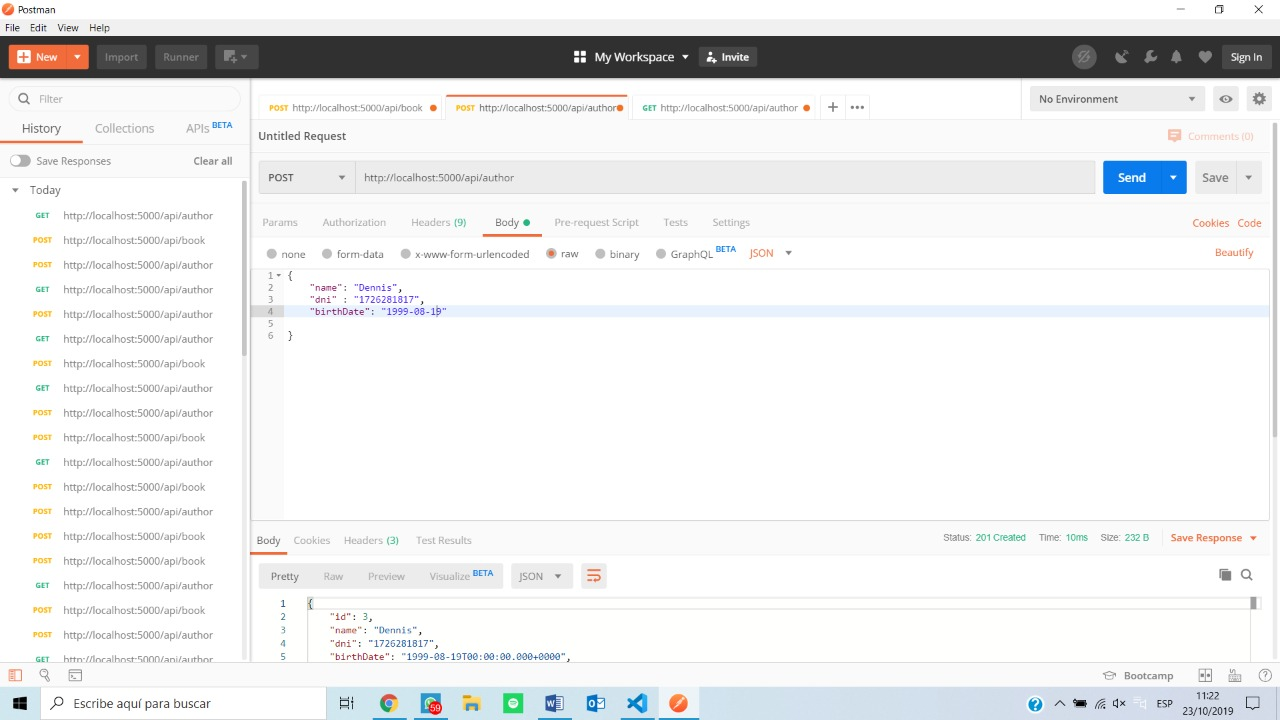 Postman
File Edit View Help
New Import Runner My Workspace Invite Sign In
Filter
History Collections APIs BETA
Save Responses Clear all
Today
GET http://localhost:5000/api/author
POST http://localhost:5000/api/book
POST http://localhost:5000/api/author
GET http://localhost:5000/api/author
POST http://localhost:5000/api/author
GET http://localhost:5000/api/author
POST http://localhost:5000/api/book
GET http://localhost:5000/api/author
POST http://localhost:5000/api/author
POST http://localhost:5000/api/book
GET http://localhost:5000/api/author
POST http://localhost:5000/api/book
POST http://localhost:5000/api/author
POST http://localhost:5000/api/book
POST http://localhost:5000/api/book
GET http://localhost:5000/api/author
POST http://localhost:5000/api/book
POST http://localhost:5000/api/author
GET http://localhost:5000/api/author
POST http://localhost:5000/api/book POST http://localhost:5000/api/author GET http://localhost:5000/api/author No Environment
Untitled Request Comments (0)
POST http://localhost:5000/api/author Send Save
Params Authorization Headers (9) Body Pre-request Script Tests Settings Cookies Code
none form-data x-www-form-urlencoded raw binary GraphQL BETA JSON Beautify
1 {
2 "name": "Dennis",
3 "dni" : "1726281817",
4 "birthDate": "1999-08-19"
5
6 }
Body Cookies Headers (3) Test Results Status: 201 Created Time: 10ms Size: 232 B Save Response
Pretty Raw Preview Visualize BETA JSON
1 {
2 "id": 3,
3 "name": "Dennis",
4 "dni": "1726281817",
5 "birthDate": "1999-08-19T00:00:00.000+0000",
Bootcamp
Escribe aquí para buscar 59 ESP 11:22
23/10/2019